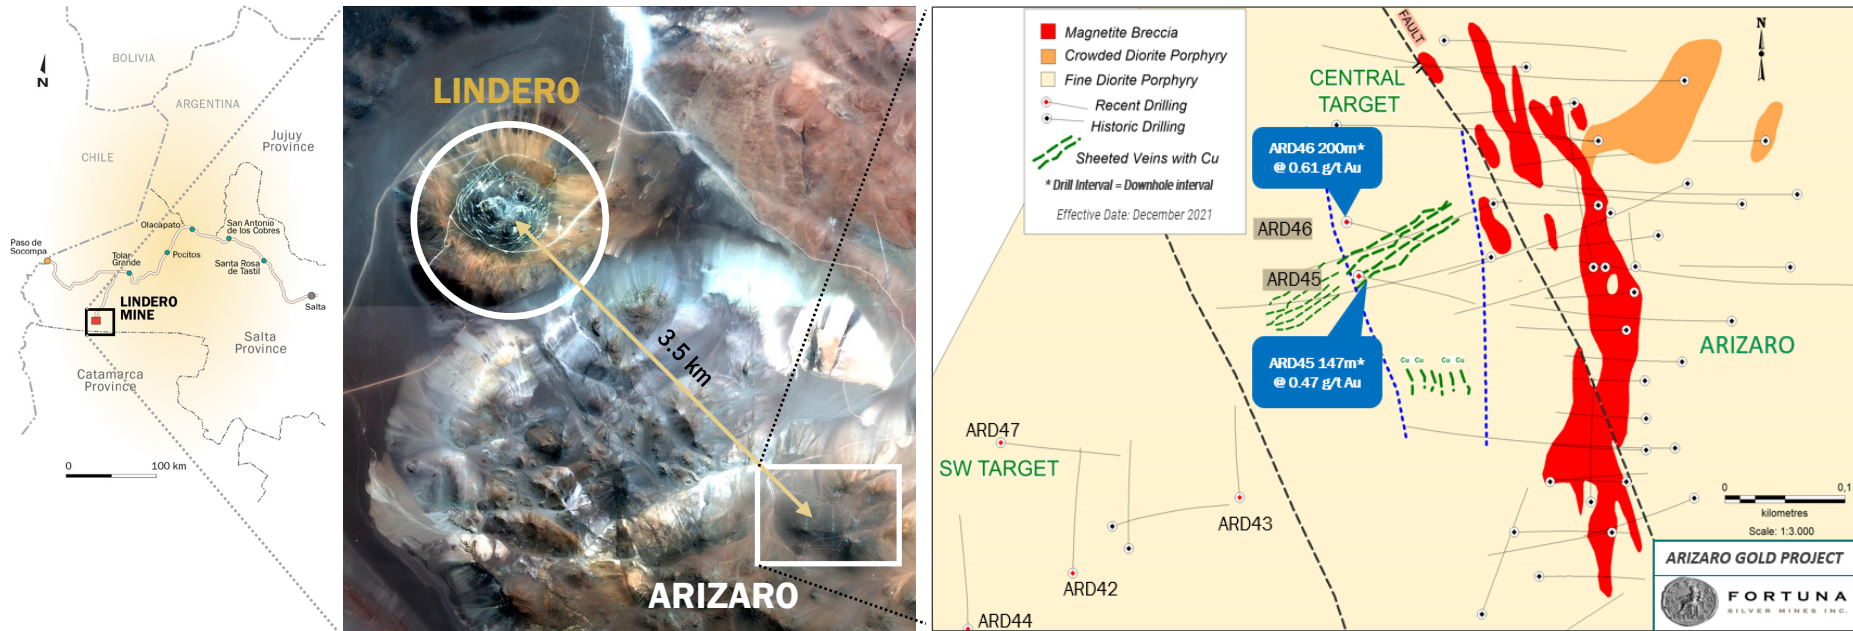 BOLIVIA
N
ARGENTINA
Jujuy
Province
CHILE
Olacapato
San Antonio
de los Cobres
Paso de
Socompa
Tolar
Grande
Pocitos
Santa Rosa
de Tastil
LINDERO
MINE
Salta
Salta
Province
Catamarca
Province
0 100 km
LINDERO
3.5 km
ARIZARO
Magnetite Breccia
Crowded Diorite Porphyry
Fine Diorite Porphyry
Recent Drilling
Historic Drilling
Sheeted Veins with Cu
* Drill Interval = Downhole interval
Effective Date: December 2021
FAULT
N
CENTRAL
TARGET
ARD46 200m*
@ 0.61 g/t Au
ARD46
ARD45
ARD45 147m*
@ 0.47 g/t Au
Cu Cu Cu Cu
ARIZARO
ARD47
SW TARGET
ARD43
ARD42
ARD44
0 0,1
kilometres
Scale: 1:3.000
ARIZARO GOLD PROJECT
FORTUNA
SILVER MINES INC.